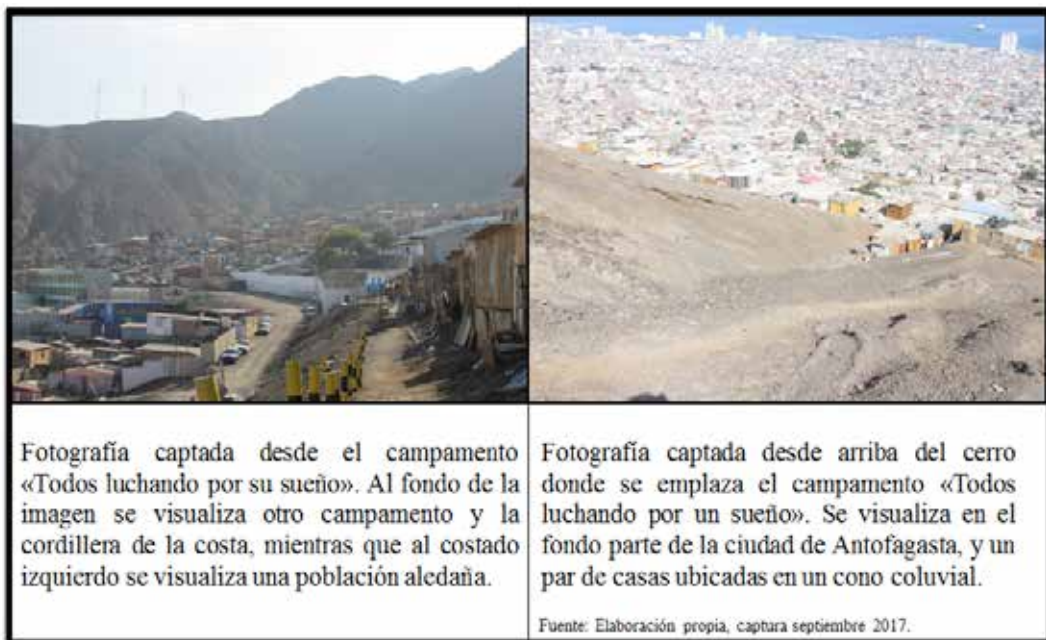 Fotografía captada desde el campamento
«Todos luchando por su sueño». Al fondo de la
imagen se visualiza otro campamento y la
cordillera de la costa, mientras que al costado
izquierdo se visualiza una población aledaña.
Fotografía captada desde arriba del cerro
donde se emplaza el campamento «Todos
luchando por un sueño». Se visualiza en el
fondo parte de la ciudad de Antofagasta, y un
par de casas ubicadas en un cono coluvial.
Fuente: Elaboración propia, captura septiembre 2017.